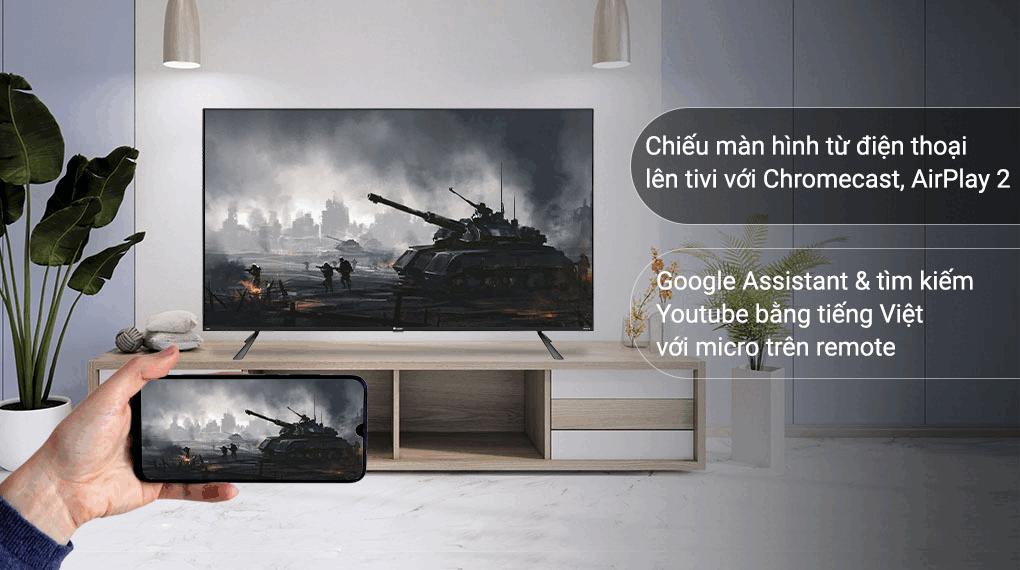 Chiếu màn hình từ điện thoại
lên tivi với Chromecast, AirPlay 2
Google Assistant & tìm kiếm
Youtube bằng tiếng Việt
với micro trên remote